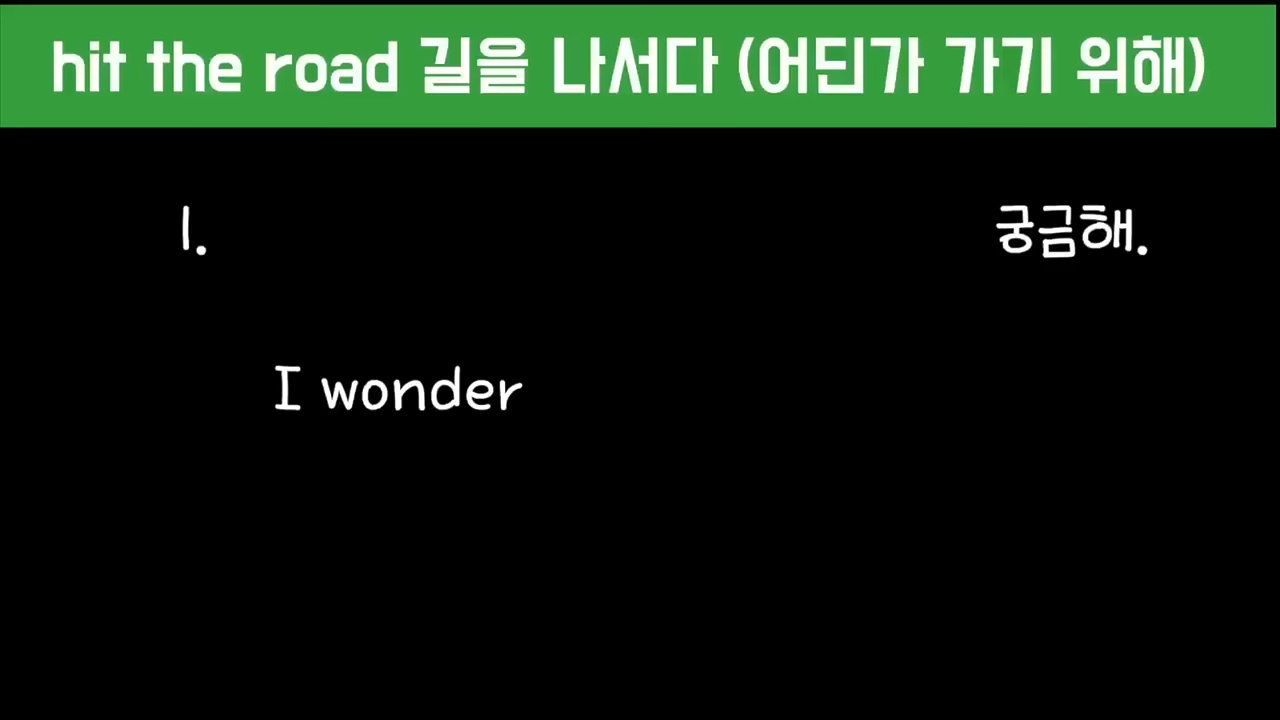 hit the road 길을 나서다 (어딘가 가기 위해)
1. 궁금해.
I wonder